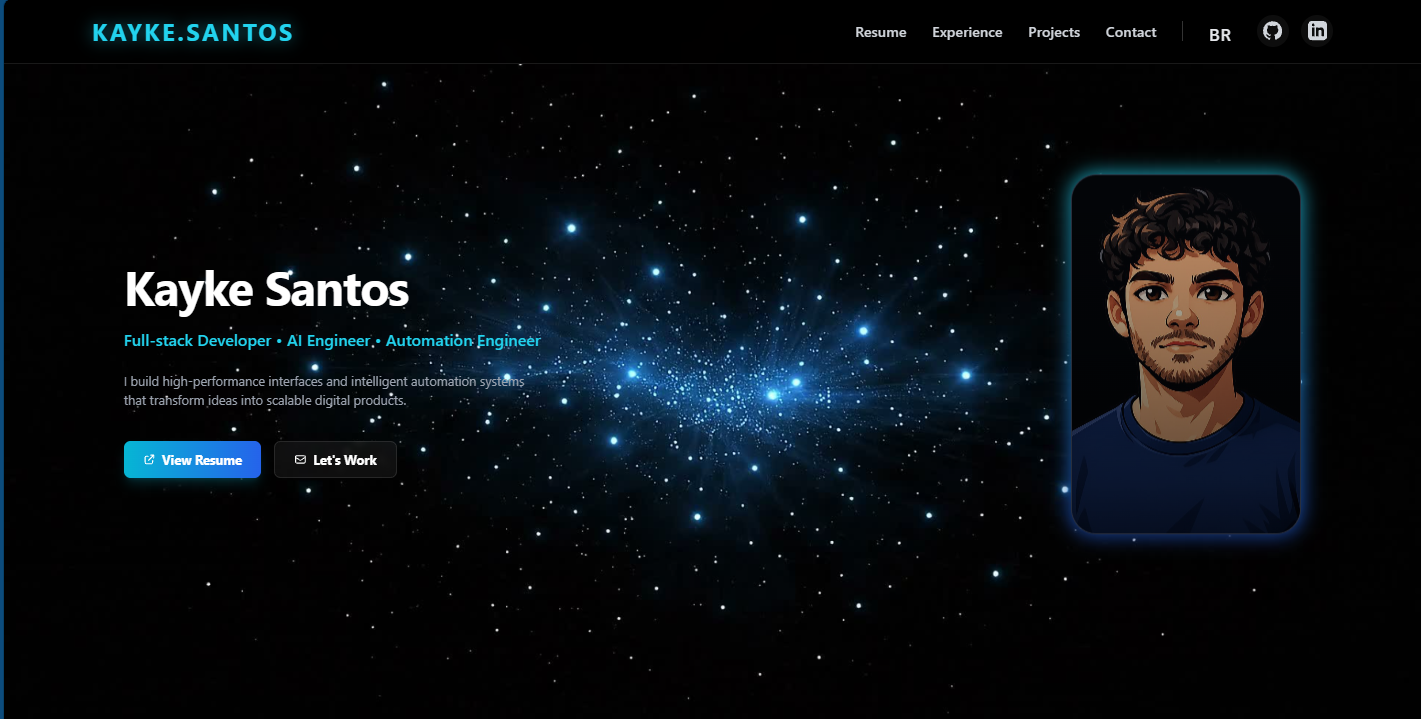 KAYKE.SANTOS
Resume Experience Projects Contact BR
Kayke Santos
Full-stack Developer • AI Engineer • Automation Engineer
I build high-performance interfaces and intelligent automation systems
that transform ideas into scalable digital products.
View Resume Let's Work